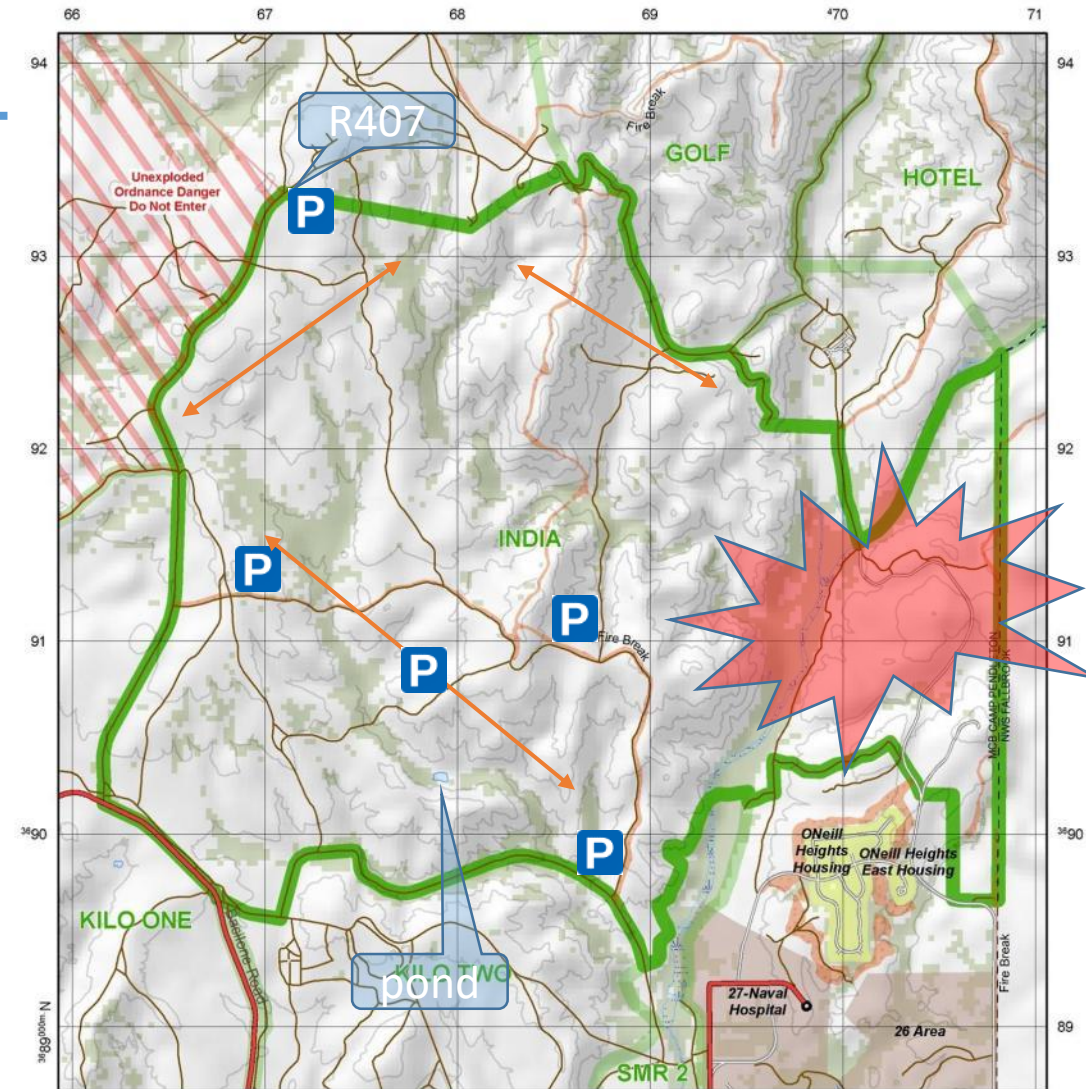 66 67 68 69 ⁴70 71
94 94
R407
Fire Break
GOLF
Unexploded
Ordnance Danger
Do Not Enter
HOTEL
P
93 93
92 92
INDIA
P
P
91 Fire Break 91
P
MCB CAMP PENDLETON
NWS FALLBROOK
³⁶90 ³⁶90
P
ONeill
Heights
Housing
ONeill Heights
East Housing
KILO ONE
Fire Break
KILO TWO
pond
27-Naval
Hospital
26 Area
³⁶89⁰⁰⁰ᵐ N 89
SMR 2